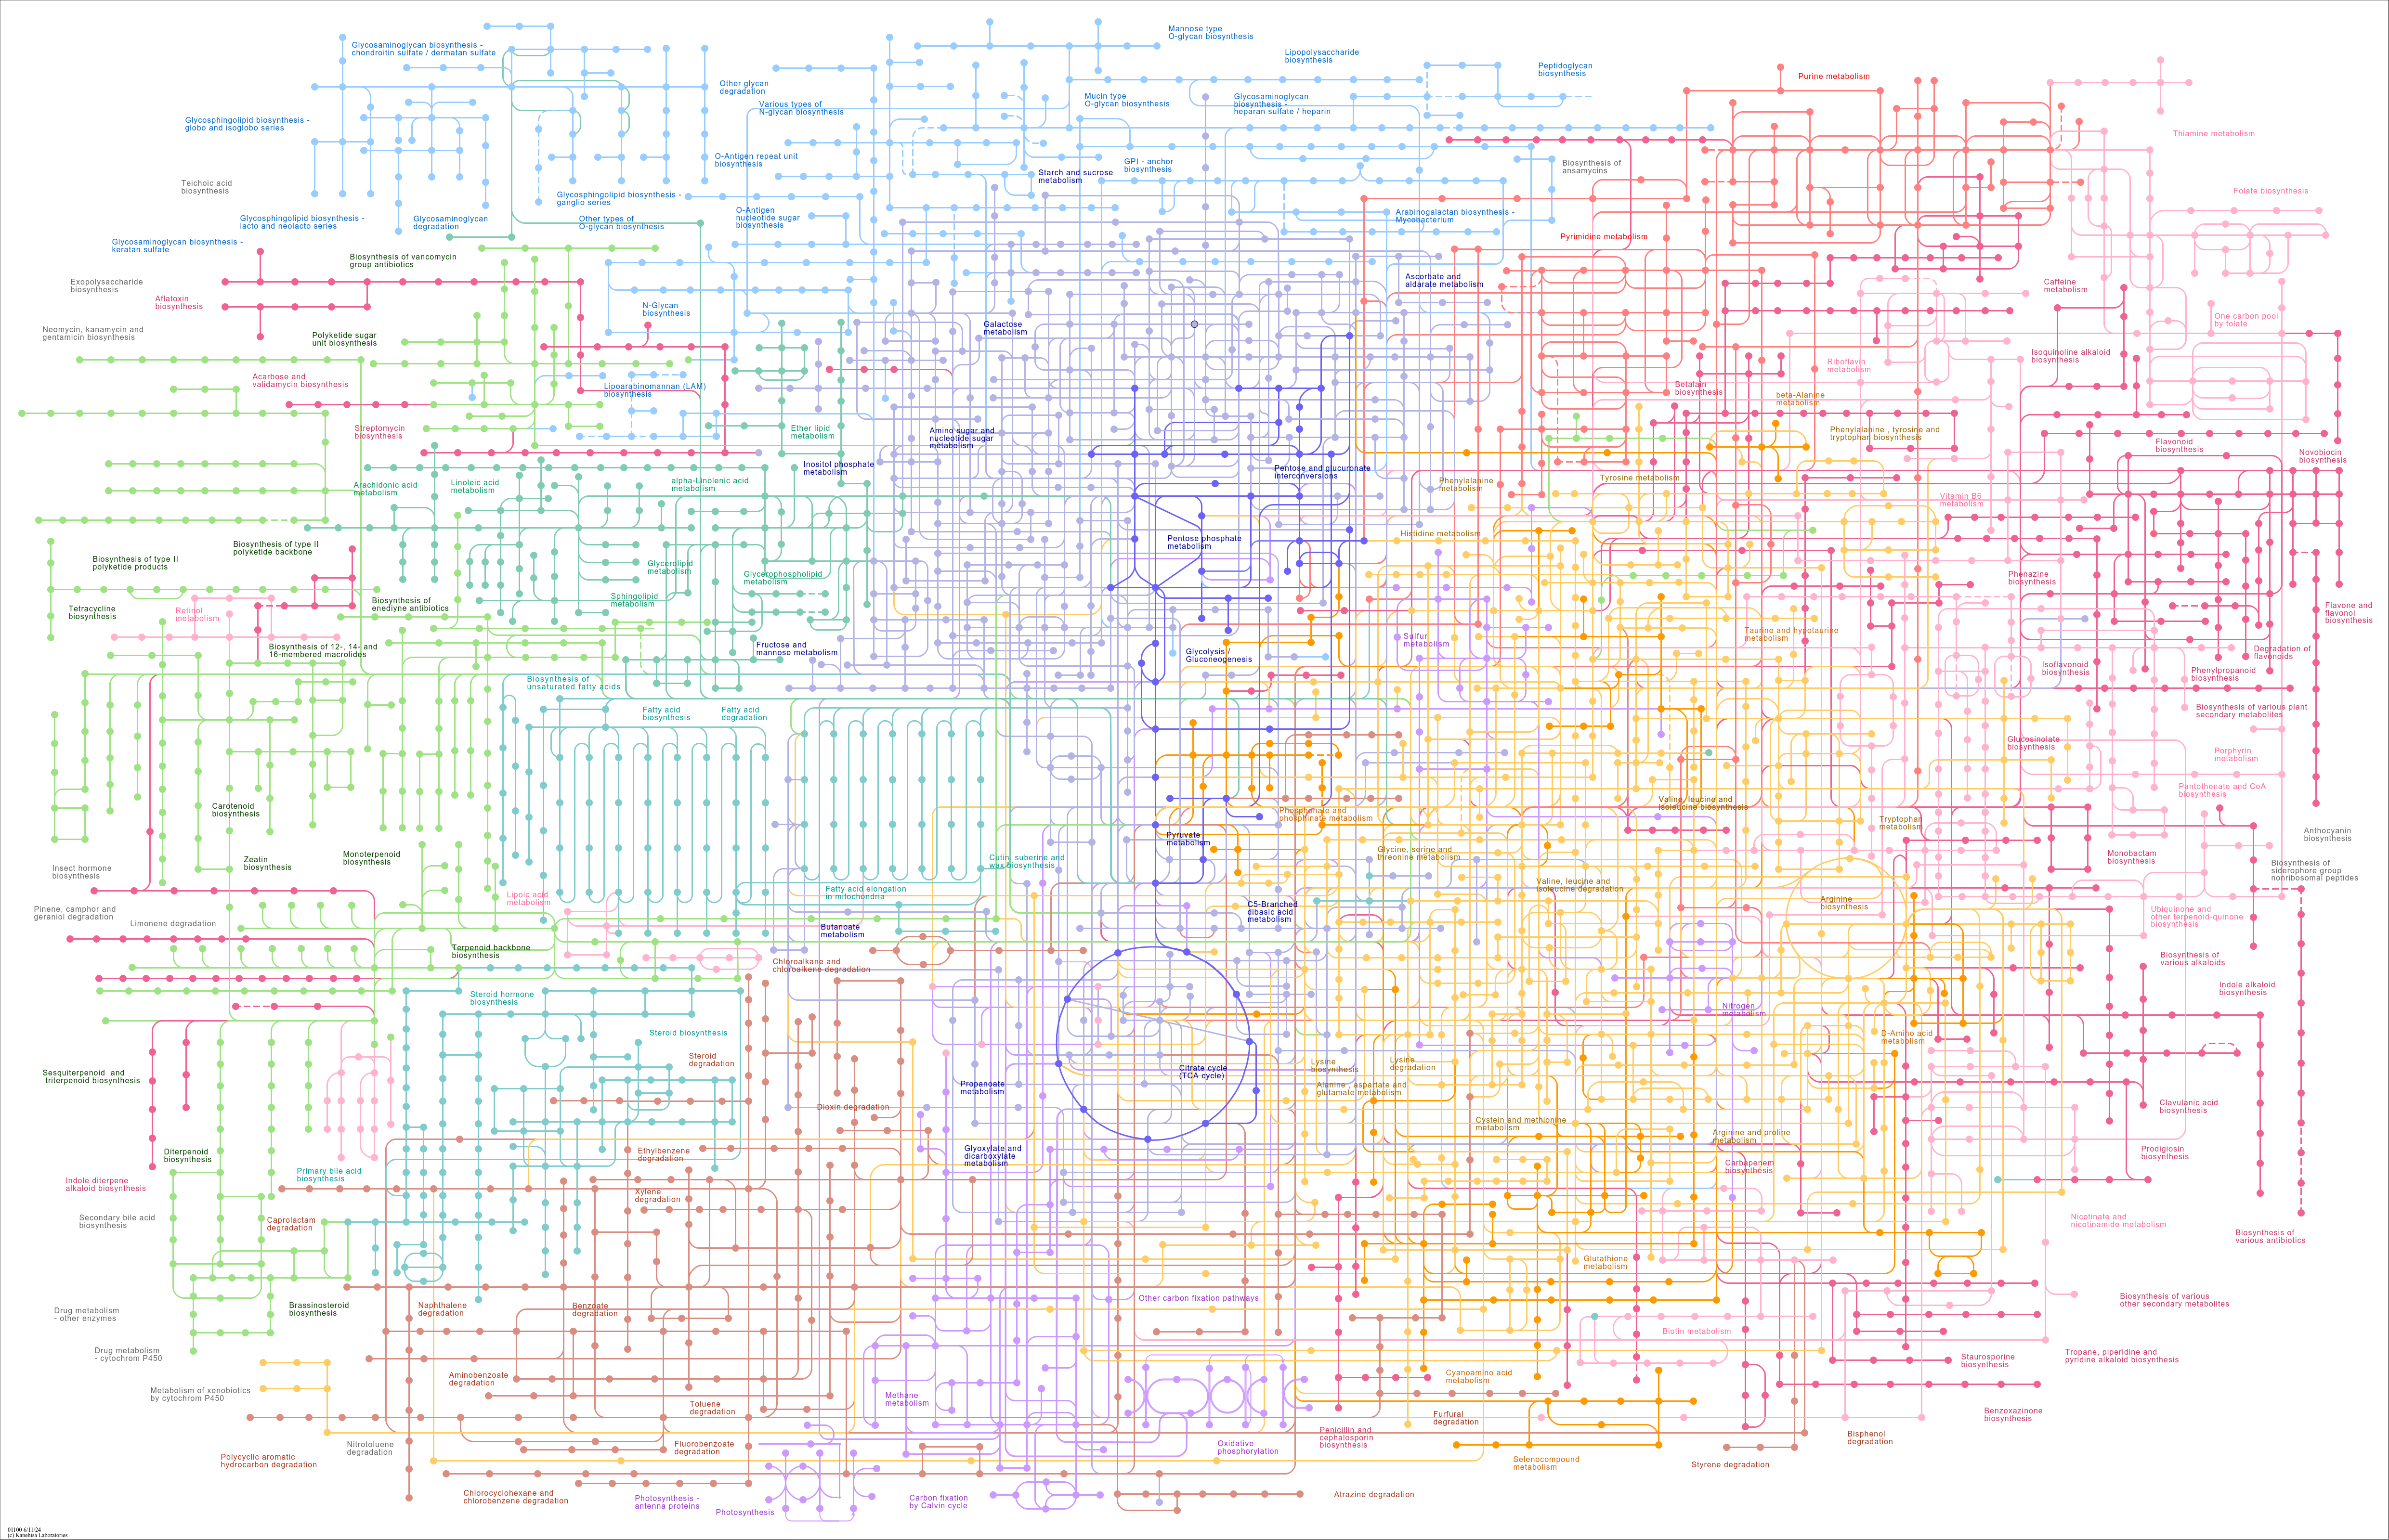 Glycosaminoglycan biosynthesis -
chondroitin sulfate / dermatan sulfate
Mannose type
O-glycan biosynthesis
Lipopolysaccharide
biosynthesis
Peptidoglycan
biosynthesis
Purine metabolism
Other glycan
degradation
Various types of
N-glycan biosynthesis
Mucin type
O-glycan biosynthesis
Glycosaminoglycan
biosynthesis -
heparan sulfate / heparin
Glycosphingolipid biosynthesis -
globo and isoglobo series
Thiamine metabolism
O-Antigen repeat unit
biosynthesis
GPI - anchor
biosynthesis
Biosynthesis of
ansamycins
Starch and sucrose
metabolism
Teichoic acid
biosynthesis
Glycosphingolipid biosynthesis -
ganglio series
Folate biosynthesis
Glycosphingolipid biosynthesis -
lacto and neolacto series
Glycosaminoglycan
degradation
Other types of
O-glycan biosynthesis
O-Antigen
nucleotide sugar
biosynthesis
Arabinogalactan biosynthesis -
Mycobacterium
Glycosaminoglycan biosynthesis -
keratan sulfate
Pyrimidine metabolism
Biosynthesis of vancomycin
group antibiotics
Exopolysaccharide
biosynthesis
Ascorbate and
aldarate metabolism
Caffeine
metabolism
Aflatoxin
biosynthesis
N-Glycan
biosynthesis
One carbon pool
by folate
Neomycin, kanamycin and
gentamicin biosynthesis
Polyketide sugar
unit biosynthesis
Galactose
metabolism
Isoquinoline alkaloid
biosynthesis
Riboflavin
metabolism
Acarbose and
validamycin biosynthesis
Lipoarabinomannan (LAM)
biosynthesis
Betalain
biosynthesis
beta-Alanine
metabolism
Streptomycin
biosynthesis
Ether lipid
metabolism
Amino sugar and
nucleotide sugar
metabolism
Phenylalanine , tyrosine and
tryptophan biosynthesis
Flavonoid
biosynthesis
Novobiocin
biosynthesis
Inositol phosphate
metabolism
Pentose and glucuronate
interconversions
Arachidonic acid
metabolism
Linoleic acid
metabolism
alpha-Linolenic acid
metabolism
Phenylalanine
metabolism
Tyrosine metabolism
Vitamin B6
metabolism
Pentose phosphate
metabolism
Histidine metabolism
Biosynthesis of type II
polyketide backbone
Biosynthesis of type II
polyketide products
Glycerolipid
metabolism
Glycerophospholipid
metabolism
Phenazine
biosynthesis
Tetracycline
biosynthesis
Retinol
metabolism
Biosynthesis of
enediyne antibiotics
Sphingolipid
metabolism
Flavone and
flavonol
biosynthesis
Sulfur
metabolism
Taurine and hypotaurine
metabolism
Biosynthesis of 12-, 14- and
16-membered macrolides
Fructose and
mannose metabolism
Glycolysis /
Gluconeogenesis
Degradation of
flavonoids
Isoflavonoid
biosynthesis
Phenylpropanoid
biosynthesis
Biosynthesis of
unsaturated fatty acids
Fatty acid
biosynthesis
Fatty acid
degradation
Biosynthesis of various plant
secondary metabolites
Glucosinolate
biosynthesis
Porphyrin
metabolism
Pantothenate and CoA
biosynthesis
Carotenoid
biosynthesis
Phosphonate and
phosphinate metabolism
Valine, leucine and
isoleucine biosynthesis
Tryptophan
metabolism
Anthocyanin
biosynthesis
Pyruvate
metabolism
Zeatin
biosynthesis
Monoterpenoid
biosynthesis
Cutin, suberine and
wax biosynthesis
Glycine, serine and
threonine metabolism
Monobactam
biosynthesis
Insect hormone
biosynthesis
Biosynthesis of
siderophore group
nonribosomal peptides
Lipoic acid
metabolism
Fatty acid elongation
in mitochondria
Valine, leucine and
isoleucine degradation
Arginine
biosynthesis
Pinene, camphor and
geraniol degradation
Limonene degradation
Butanoate
metabolism
C5-Branched
dibasic acid
metabolism
Ubiquinone and
other terpenoid-quinone
biosynthesis
Terpenoid backbone
biosynthesis
Chloroalkane and
chloroalkene degradation
Biosynthesis of
various alkaloids
Steroid hormone
biosynthesis
Indole alkaloid
biosynthesis
Nitrogen
metabolism
Steroid biosynthesis
D-Amino acid
metabolism
Steroid
degradation
Lysine
biosynthesis
Lysine
degradation
Sesquiterpenoid and
triterpenoid biosynthesis
Citrate cycle
(TCA cycle)
Propanoate
metabolism
Alanine , aspartate and
glutamate metabolism
Dioxin degradation
Clavulanic acid
biosynthesis
Cystein and methionine
metabolism
Arginine and proline
metabolism
Diterpenoid
biosynthesis
Ethylbenzene
degradation
Glyoxylate and
dicarboxylate
metabolism
Prodigiosin
biosynthesis
Carbapenem
biosynthesis
Primary bile acid
biosynthesis
Indole diterpene
alkaloid biosynthesis
Xylene
degradation
Secondary bile acid
biosynthesis
Caprolactam
degradation
Nicotinate and
nicotinamide metabolism
Biosynthesis of
various antibiotics
Glutathione
metabolism
Other carbon fixation pathways
Biosynthesis of various
other secondary metabolites
Drug metabolism
- other enzymes
Brassinosteroid
biosynthesis
Naphthalene
degradation
Benzoate
degradation
Biotin metabolism
Drug metabolism
- cytochrom P450
Staurosporine
biosynthesis
Tropane, piperidine and
pyridine alkaloid biosynthesis
Aminobenzoate
degradation
Cyanoamino acid
metabolism
Metabolism of xenobiotics
by cytochrom P450
Methane
metabolism
Toluene
degradation
Furfural
degradation
Benzoxazinone
biosynthesis
Penicillin and
cephalosporin
biosynthesis
Bisphenol
degradation
Nitrotoluene
degradation
Fluorobenzoate
degradation
Oxidative
phosphorylation
Polycyclic aromatic
hydrocarbon degradation
Selenocompound
metabolism
Styrene degradation
Chlorocyclohexane and
chlorobenzene degradation
Photosynthesis -
antenna proteins
Photosynthesis
Carbon fixation
by Calvin cycle
Atrazine degradation
01100 6/11/24
(c) Kanehisa Laboratories